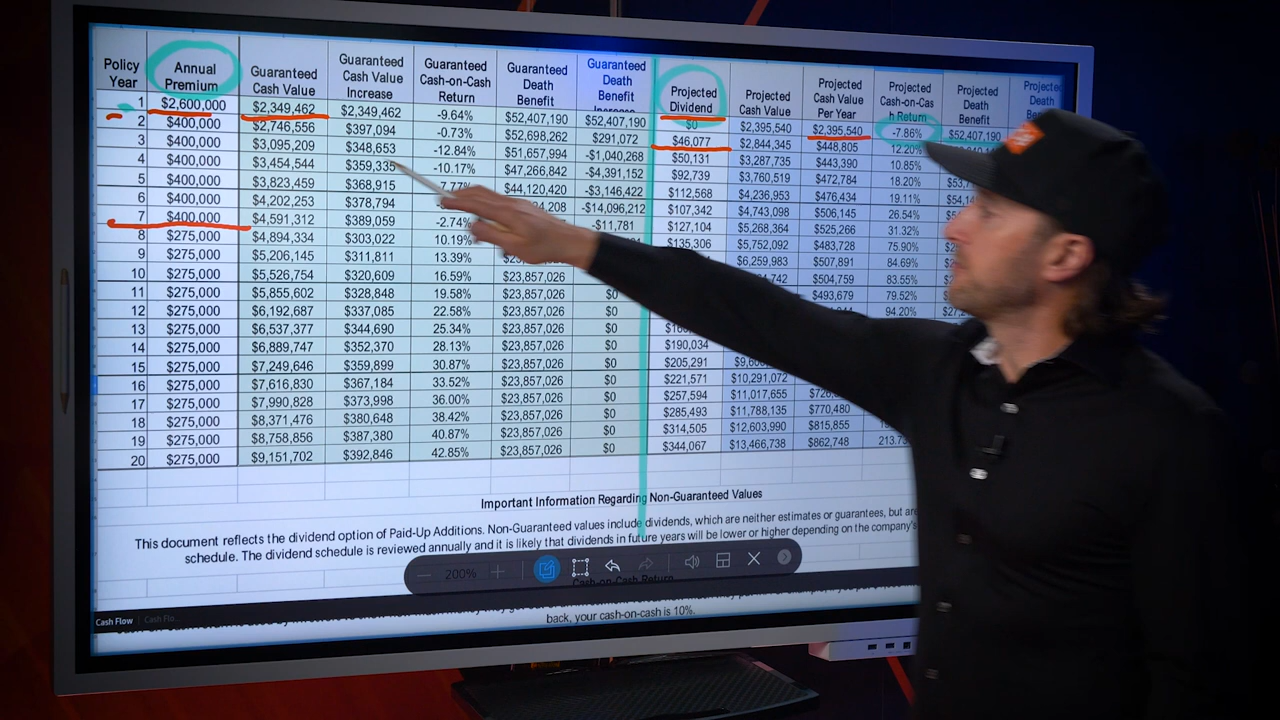 Policy Year Annual Premium Guaranteed Cash Value Guaranteed Cash Value Increase Guaranteed Cash-on-Cash Return Guaranteed Death Benefit Guaranteed Death Benefit Projected Dividend Projected Cash Value Projected Cash Value Per Year Projected Cash-on-Cas h Return Projected Death Benefit Projected Death
1 $2,600,000 $2,349,462 $2,349,462 -9.64% $52,407,190 $52,407,190 $0 $2,395,540 $2,395,540 -7.86% $52,407,190
2 $400,000 $2,746,556 $397,094 -0.73% $52,698,262 $291,072 $46,077 $2,844,345 $448,805 12.20%
3 $400,000 $3,095,209 $348,653 -12.84% $51,657,994 -$1,040,268 $50,131 $3,287,735 $443,390 10.85%
4 $400,000 $3,454,544 $359,335 -10.17% $47,266,842 -$4,391,152 $92,739 $3,760,519 $472,784 18.20%
5 $400,000 $3,823,459 $368,915 $44,120,420 -$3,146,422 $112,568 $4,236,953 $476,434 19.11%
6 $400,000 $4,202,253 $378,794 -$14,096,212 $107,342 $4,743,098 $506,145 26.54%
7 $400,000 $4,591,312 $389,059 -2.74% -$11,781 $127,104 $5,268,364 $525,266 31.32%
8 $275,000 $4,894,334 $303,022 10.19% $135,306 $5,752,092 $483,728 75.90%
9 $275,000 $5,206,145 $311,811 13.39% $6,259,983 $507,891 84.69%
10 $275,000 $5,526,754 $320,609 16.59% $23,857,026 $504,759 83.55%
11 $275,000 $5,855,602 $328,848 19.58% $23,857,026 $0 $493,679 79.52%
12 $275,000 $6,192,687 $337,085 22.58% $23,857,026 $0 94.20%
13 $275,000 $6,537,377 $344,690 25.34% $23,857,026 $0
14 $275,000 $6,889,747 $352,370 28.13% $23,857,026 $0 $190,034
15 $275,000 $7,249,646 $359,899 30.87% $23,857,026 $0 $205,291
16 $275,000 $7,616,830 $367,184 33.52% $23,857,026 $0 $221,571 $10,291,072
17 $275,000 $7,990,828 $373,998 36.00% $23,857,026 $0 $257,594 $11,017,655
18 $275,000 $8,371,476 $380,648 38.42% $23,857,026 $0 $285,493 $11,788,135 $770,480
19 $275,000 $8,758,856 $387,380 40.87% $23,857,026 $0 $314,505 $12,603,990 $815,855
20 $275,000 $9,151,702 $392,846 42.85% $23,857,026 $0 $344,067 $13,466,738 $862,748
Important Information Regarding Non-Guaranteed Values
This document reflects the dividend option of Paid-Up Additions. Non-Guaranteed values include dividends, which are neither estimates or guarantees, but are
schedule. The dividend schedule is reviewed annually and it is likely that dividends in future years will be lower or higher depending on the company's
200%
Cash-on-Cash Return
back, your cash-on-cash is 10%.
Cash Flow